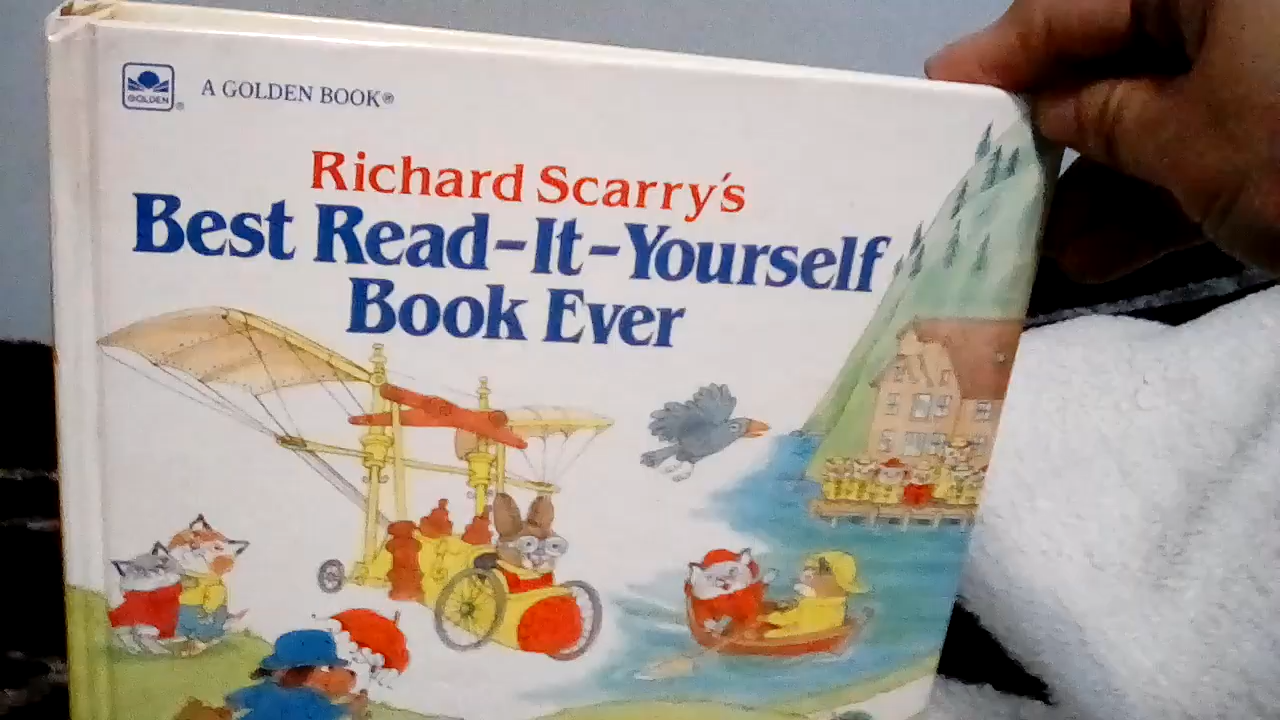 GOLDEN®
A GOLDEN BOOK®
Richard Scarry's
Best Read-It-Yourself
Book Ever